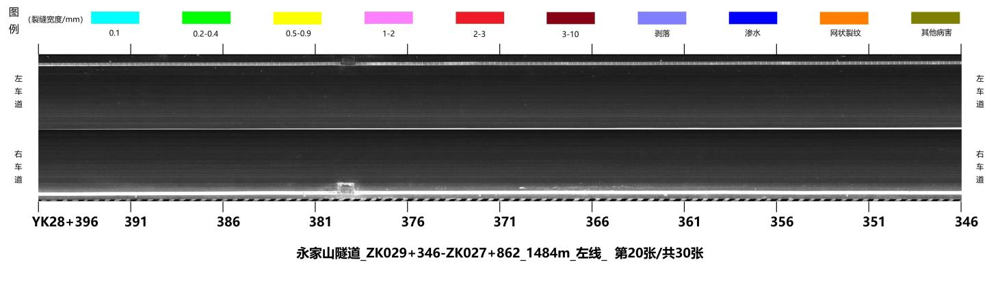 图例
(裂缝宽度/mm)
0.1 0.2-0.4 0.5-0.9 1-2 2-3 3-10 剥落 渗水 网状裂纹 其他病害
左车道 左车道
右车道 右车道
YK28+396 391 386 381 376 371 366 361 356 351 346
永家山隧道_ZK029+346-ZK027+862_1484m_左线_ 第20张/共30张